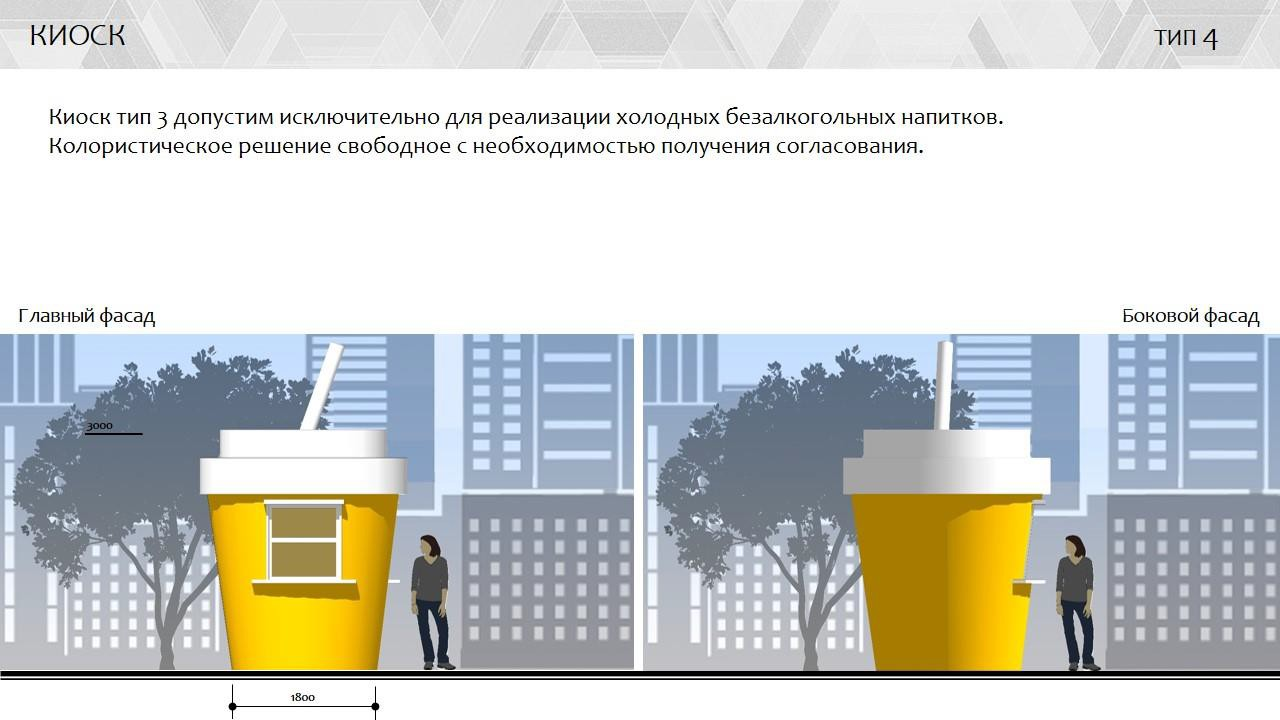 КИОСК
ТИП 4
Киоск тип 3 допустим исключительно для реализации холодных безалкогольных напитков.
Колористическое решение свободное с необходимостью получения согласования.
Главный фасад
Боковой фасад
3000
1800